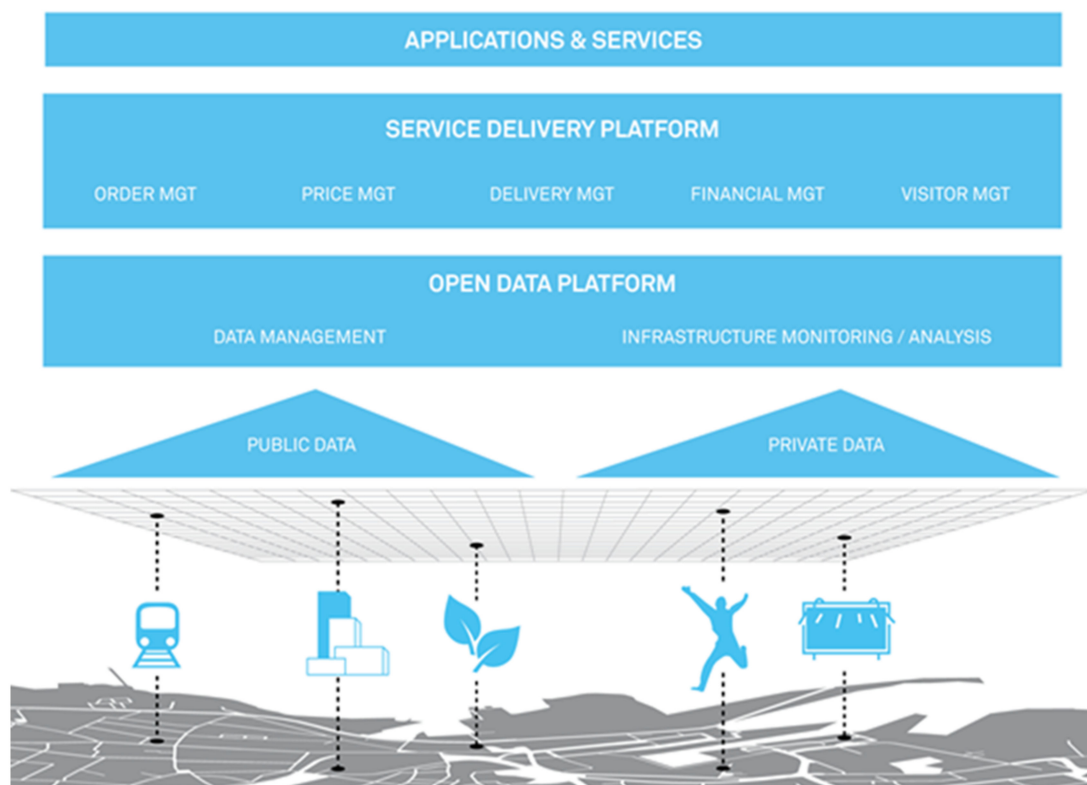 APPLICATIONS & SERVICES
SERVICE DELIVERY PLATFORM
ORDER MGT PRICE MGT DELIVERY MGT FINANCIAL MGT VISITOR MGT
OPEN DATA PLATFORM
DATA MANAGEMENT INFRASTRUCTURE MONITORING / ANALYSIS
PUBLIC DATA PRIVATE DATA